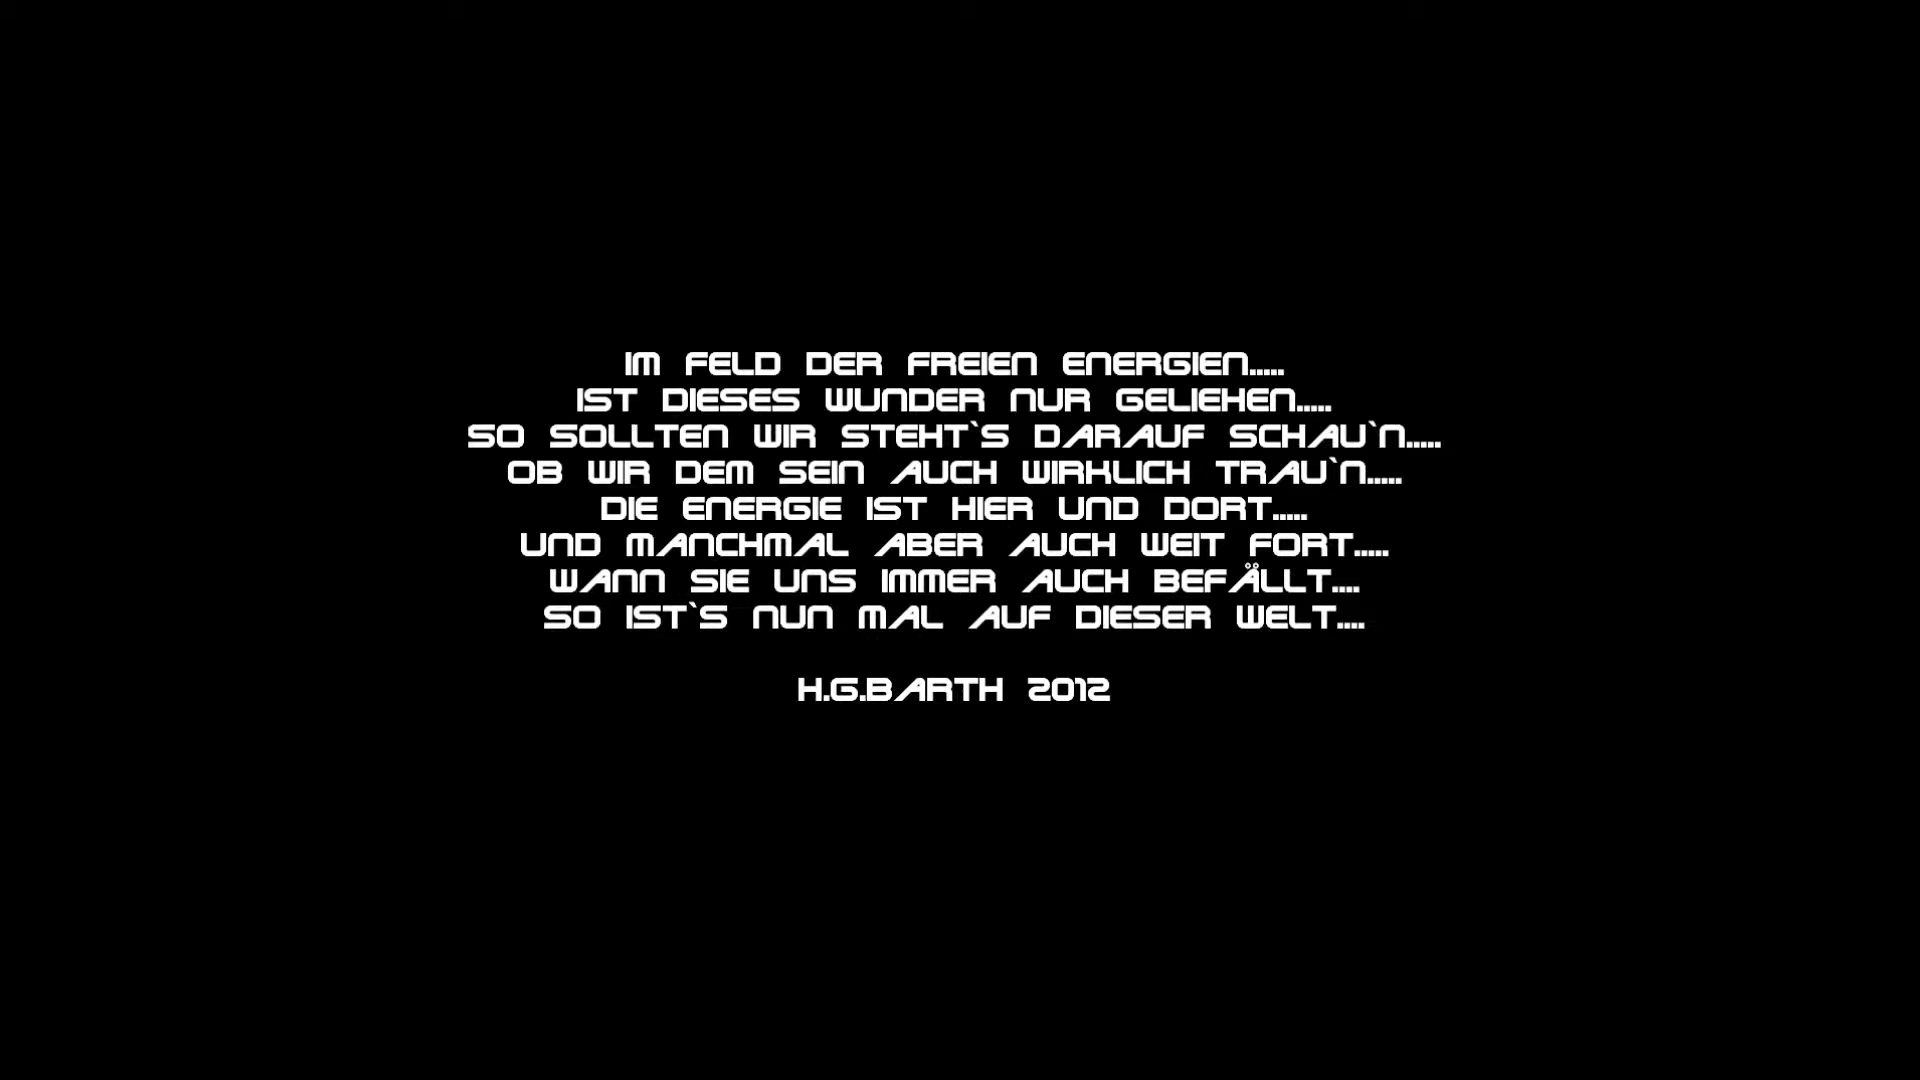 IM FELD DER FREIEN ENERGIEN.....
IST DIESES WUNDER NUR GELIEHEN.....
SO SOLLTEN WIR STEHT`S DARAUF SCHAU`N.....
OB WIR DEM SEIN AUCH WIRKLICH TRAU`N.....
DIE ENERGIE IST HIER UND DORT.....
UND MANCHMAL ABER AUCH WEIT FORT.....
WANN SIE UNS IMMER AUCH BEFÄLLT....
SO IST`S NUN MAL AUF DIESER WELT....
H.G.BARTH 2012